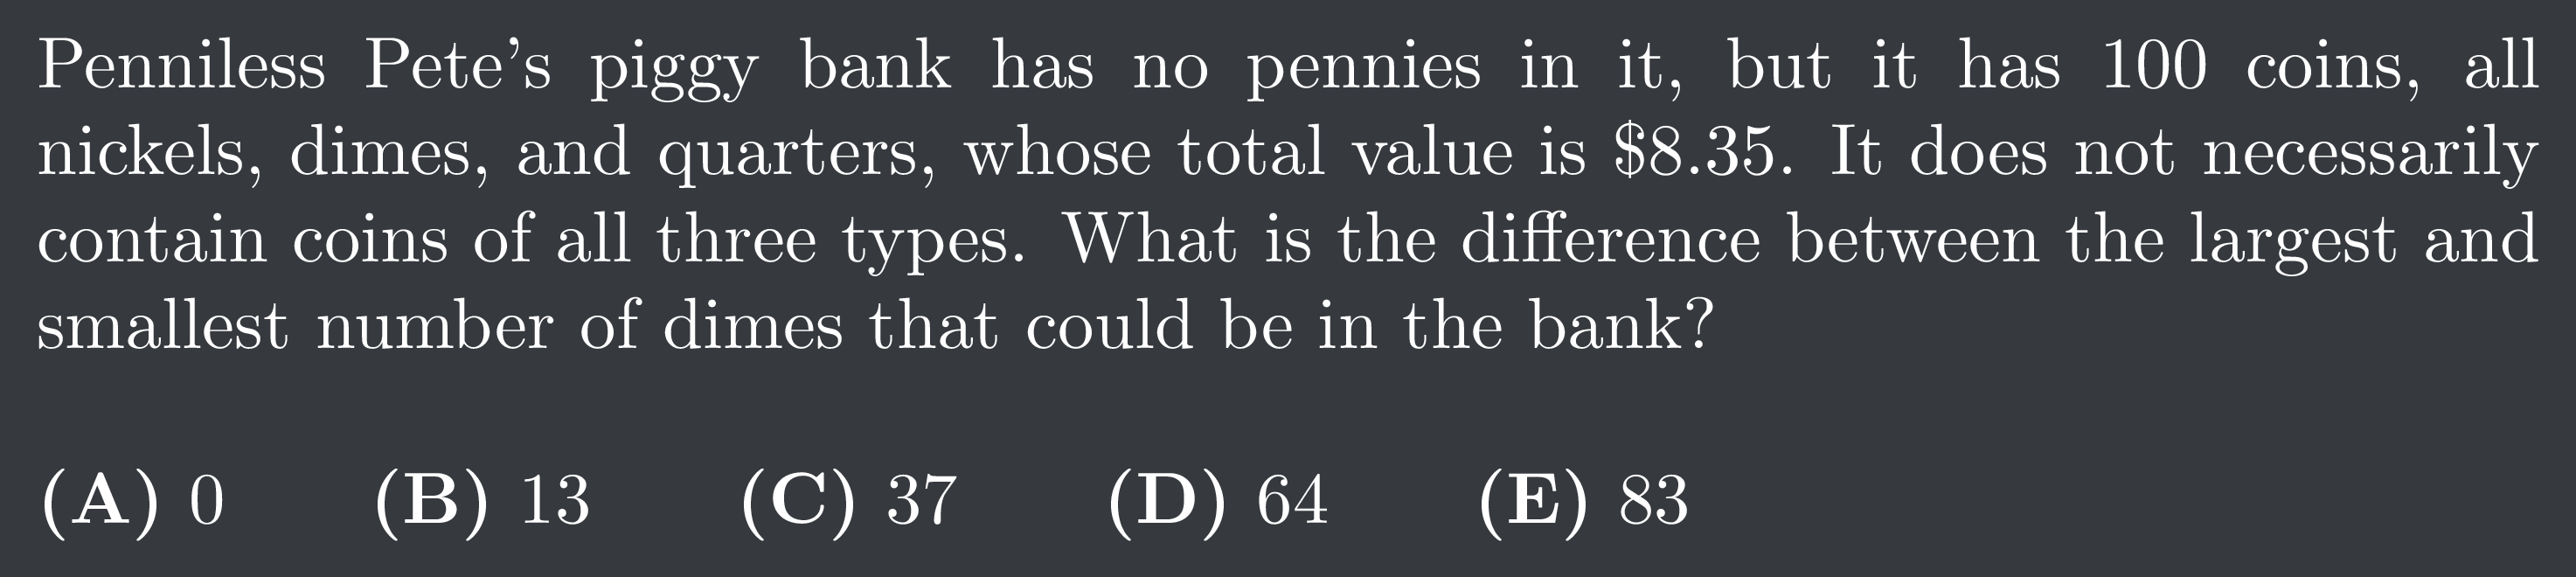 Penniless Pete's piggy bank has no pennies in it, but it has 100 coins, all
nickels, dimes, and quarters, whose total value is $8.35. It does not necessarily
contain coins of all three types. What is the difference between the largest and
smallest number of dimes that could be in the bank?
(A) 0 (B) 13 (C) 37 (D) 64 (E) 83